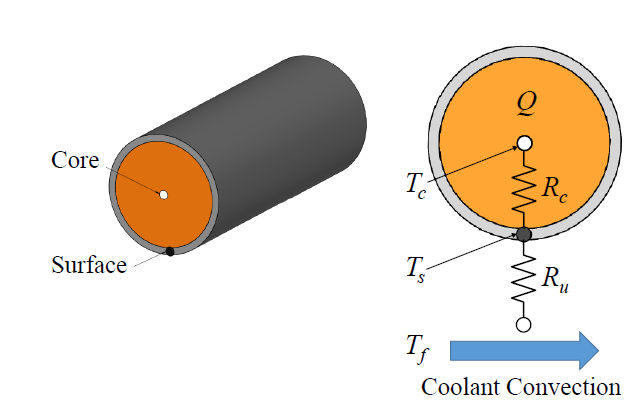 Core
Surface
Q
T_c
R_c
T_s
R_u
T_f
Coolant Convection